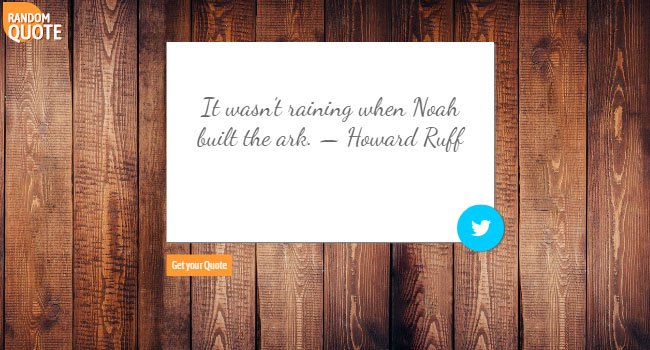 RANDOM
QUOTE
It wasn't raining when Noah
built the ark. — Howard Ruff
Get your Quote